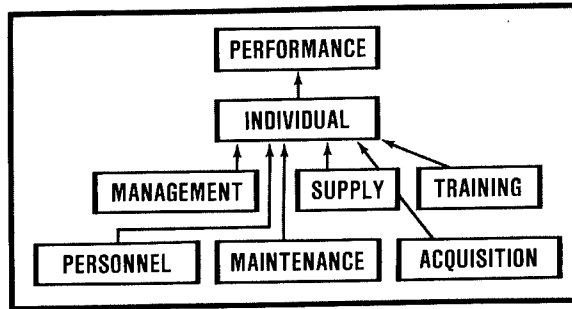 PERFORMANCE
INDIVIDUAL
MANAGEMENT
SUPPLY
TRAINING
PERSONNEL
MAINTENANCE
ACQUISITION